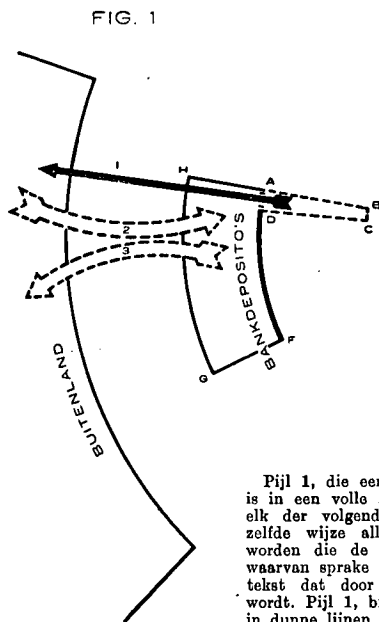 FIG. 1
1
H
A
B
C
D
2
3
BANKDEPOSITO'S
F
G
BUITENLAND
Pijl 1, die een
is in een volle
elk der volgend
zelfde wijze all
worden die de
waarvan sprake
tekst dat door
wordt. Pijl 1, b
in dunne lijnen